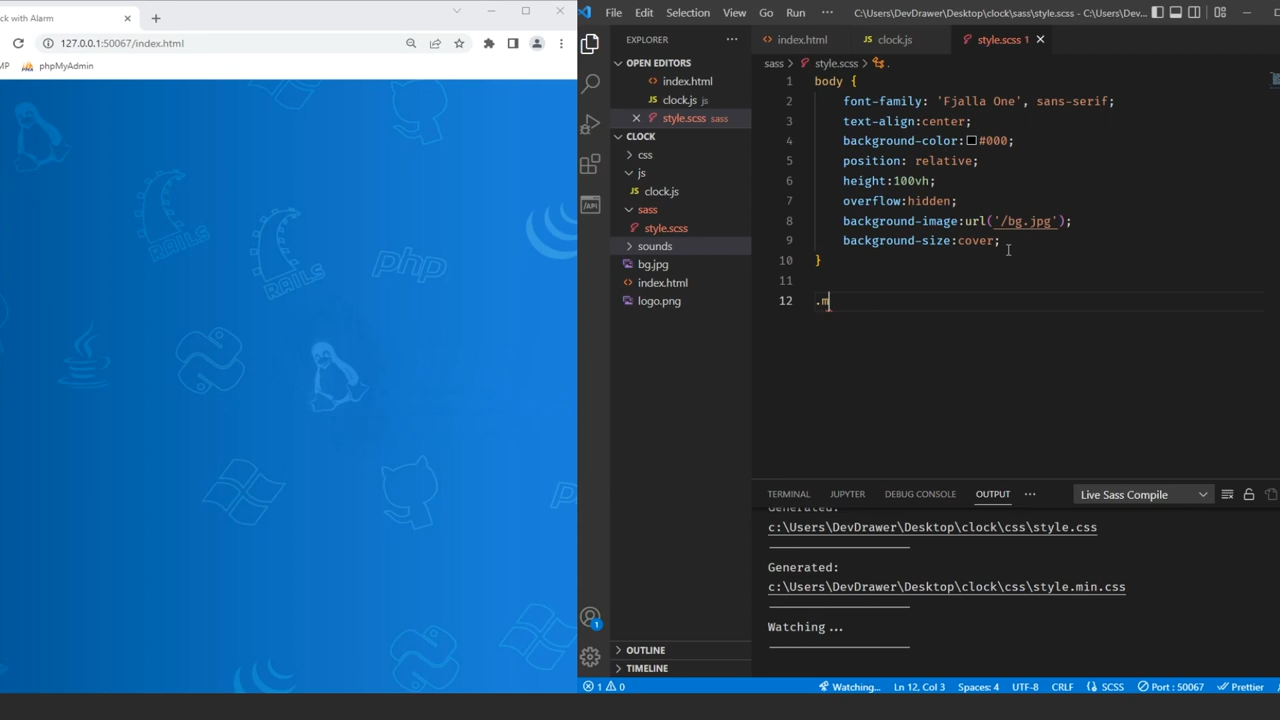 lock with Alarm
127.0.0.1:50067/index.html
MP phpMyAdmin
RAILS
RAILS
php
File Edit Selection View Go Run ··· C:\Users\DevDrawer\Desktop\clock\sass\style.scss - C:\Users\Dev...
EXPLORER ···
OPEN EDITORS
index.html
clock.js js
style.scss sass
CLOCK
css
js
clock.js
sass
style.scss
sounds
bg.jpg
index.html
logo.png
OUTLINE
TIMELINE
index.html clock.js style.scss 1
sass > style.scss > .
1 body {
2 font-family: 'Fjalla One', sans-serif;
3 text-align:center;
4 background-color:#000;
5 position: relative;
6 height:100vh;
7 overflow:hidden;
8 background-image:url('/bg.jpg');
9 background-size:cover;
10 }
11
12 .m
TERMINAL JUPYTER DEBUG CONSOLE OUTPUT ··· Live Sass Compile
Generated:
c:\Users\DevDrawer\Desktop\clock\css\style.css
Generated:
c:\Users\DevDrawer\Desktop\clock\css\style.min.css
Watching...
1 0 Watching... Ln 12, Col 3 Spaces: 4 UTF-8 CRLF SCSS Port : 50067 Prettier